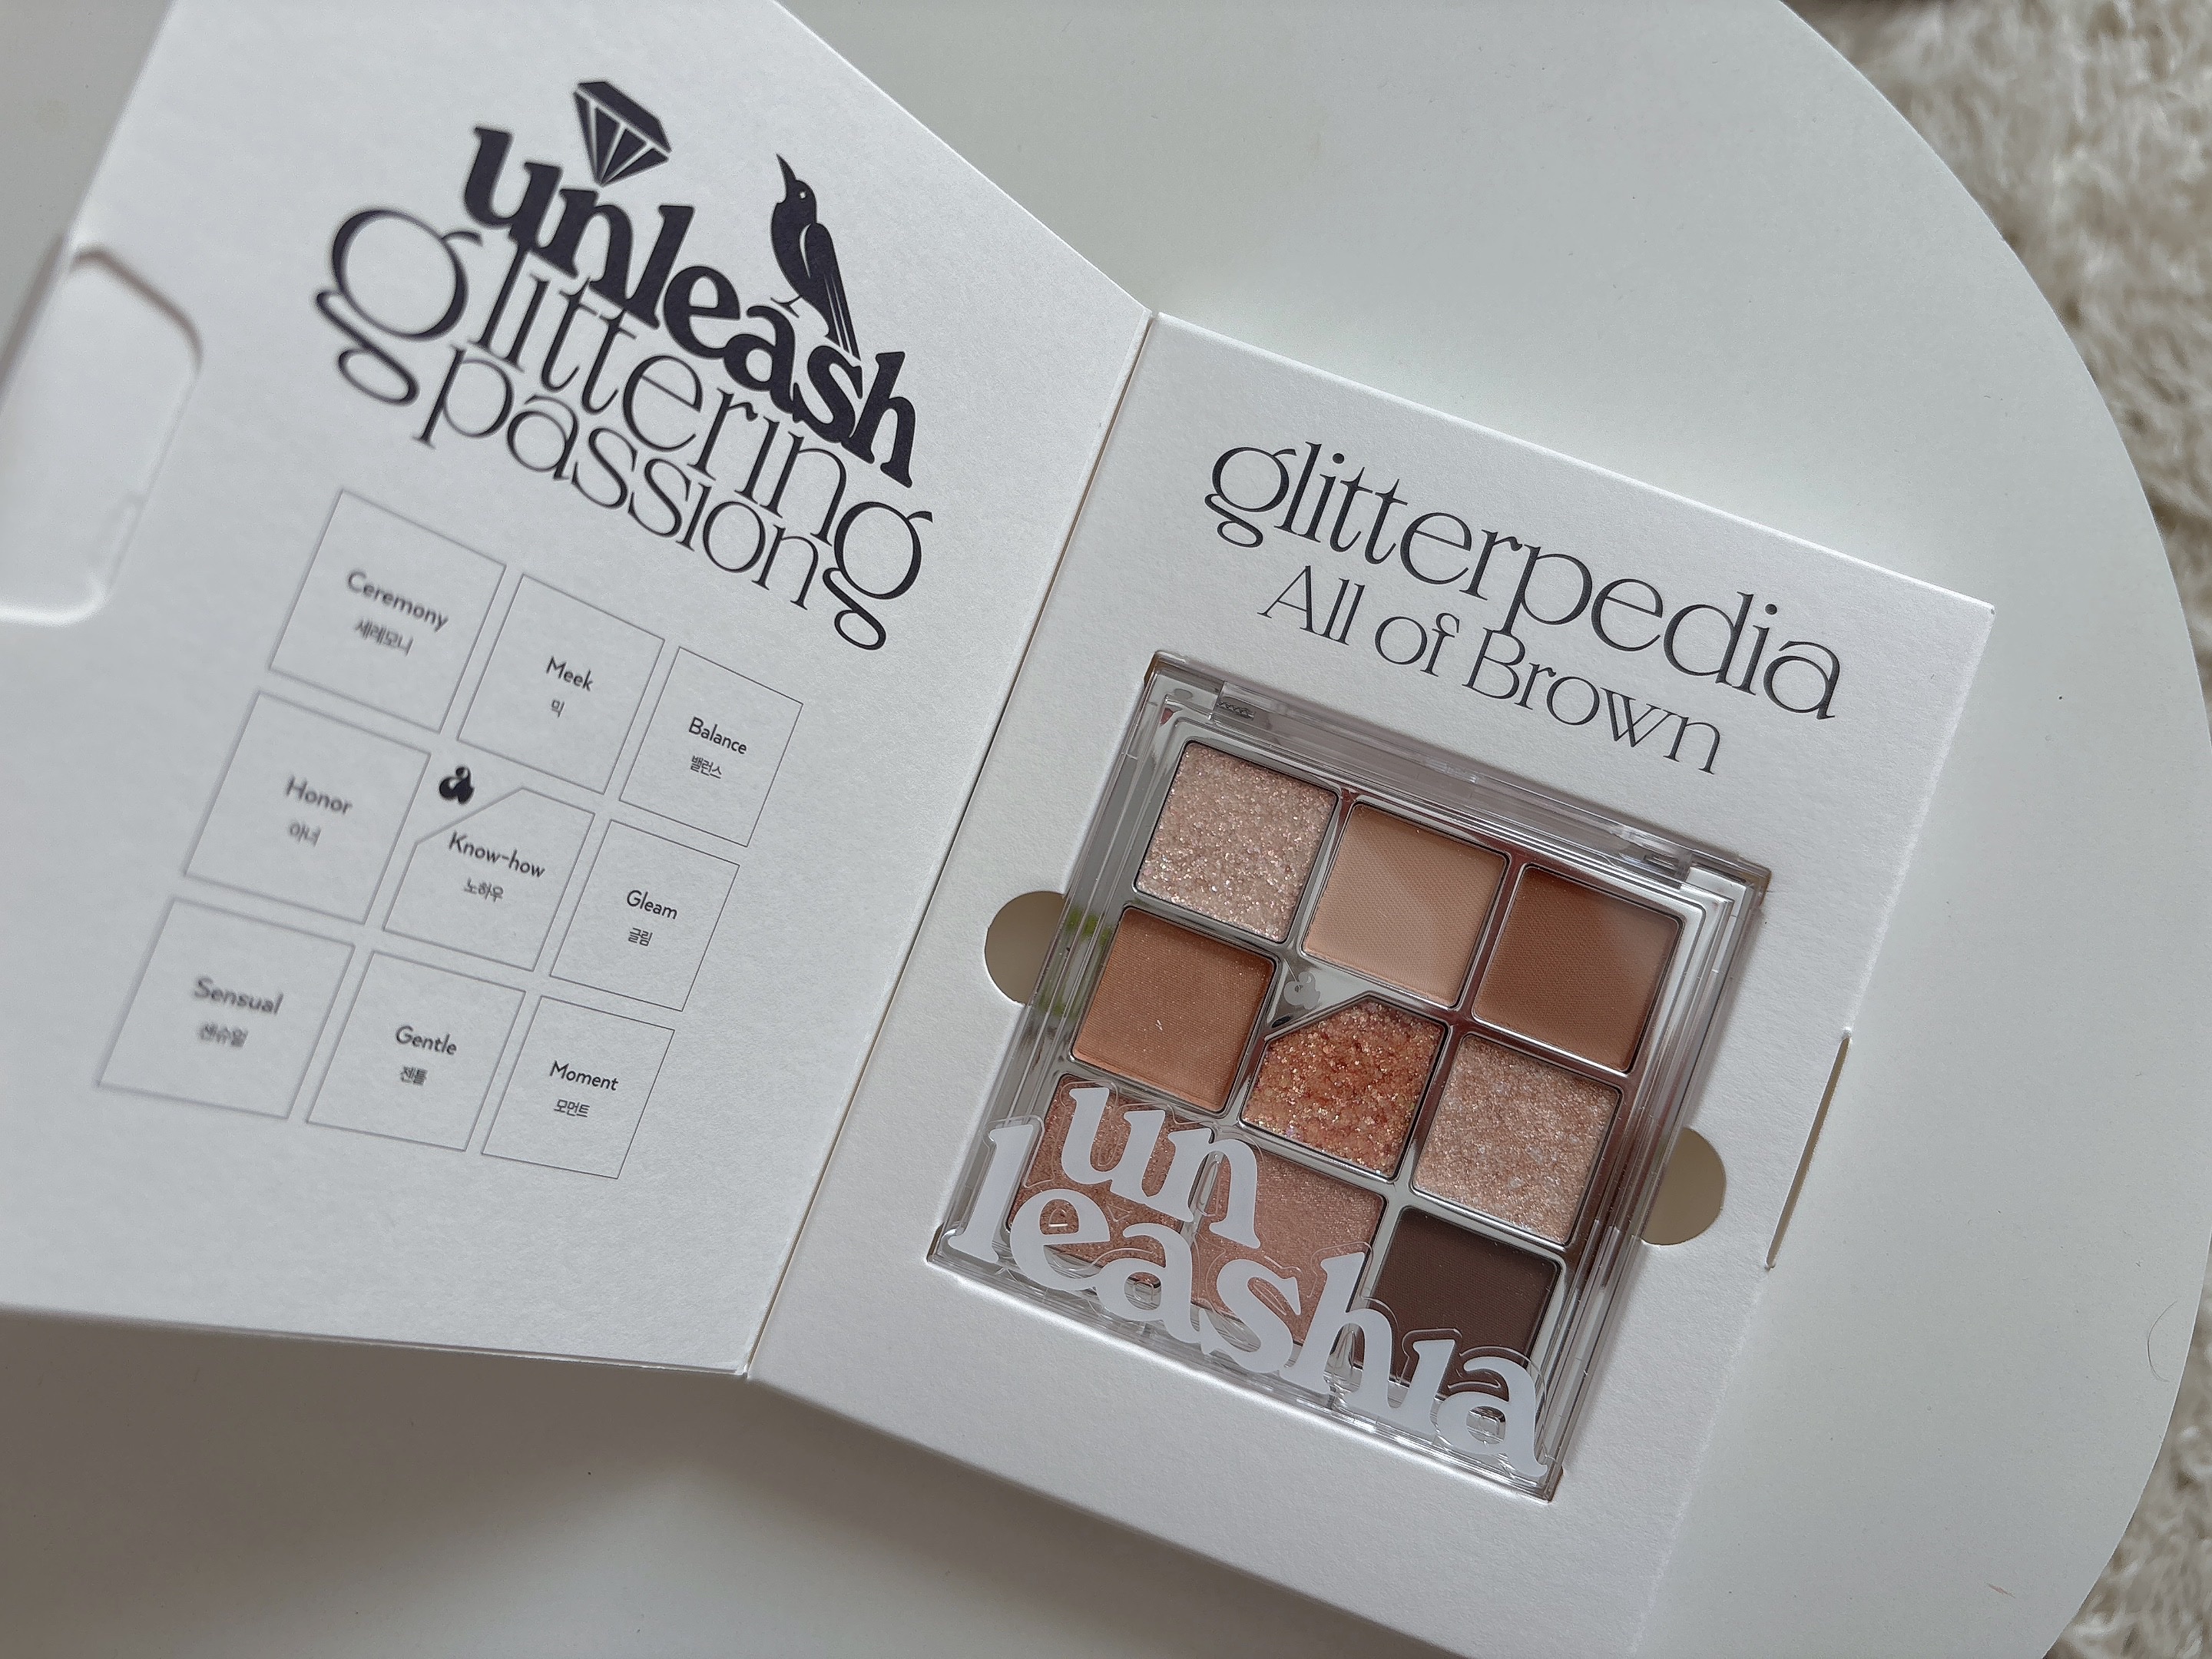 unleash
glittering
passion
Ceremony
세레모니
Meek
믹
Balance
밸런스
Honor
아너
a
Know-how
노하우
Gleam
글림
Sensual
센슈얼
Gentle
젠틀
Moment
모먼트
glitterpedia
All of Brown
un
leashia